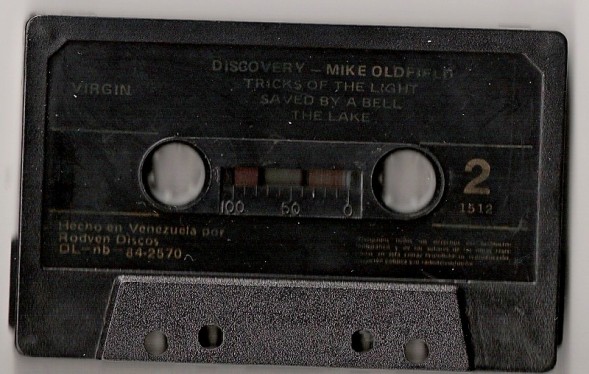 DISCOVERY - MIKE OLDFIELD
VIRGIN
TRICKS OF THE LIGHT
SAVED BY A BELL
THE LAKE
100 50 0
2
1512
Hecho en Venezuela por
Rodven Discos
DL-nb-84-2570